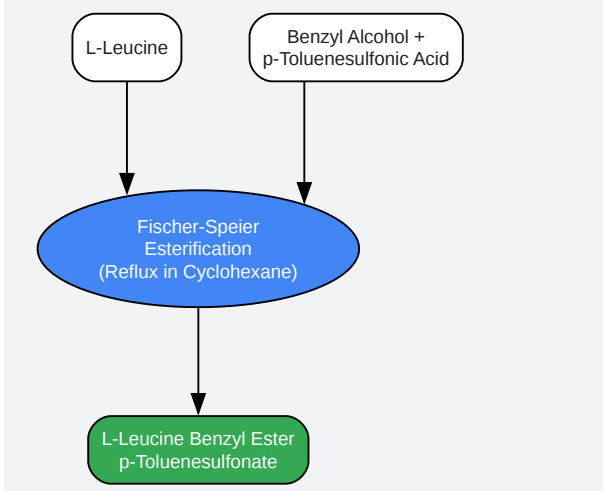 L-Leucine
Benzyl Alcohol +
p-Toluenesulfonic Acid
Fischer-Speier
Esterification
(Reflux in Cyclohexane)
L-Leucine Benzyl Ester
p-Toluenesulfonate